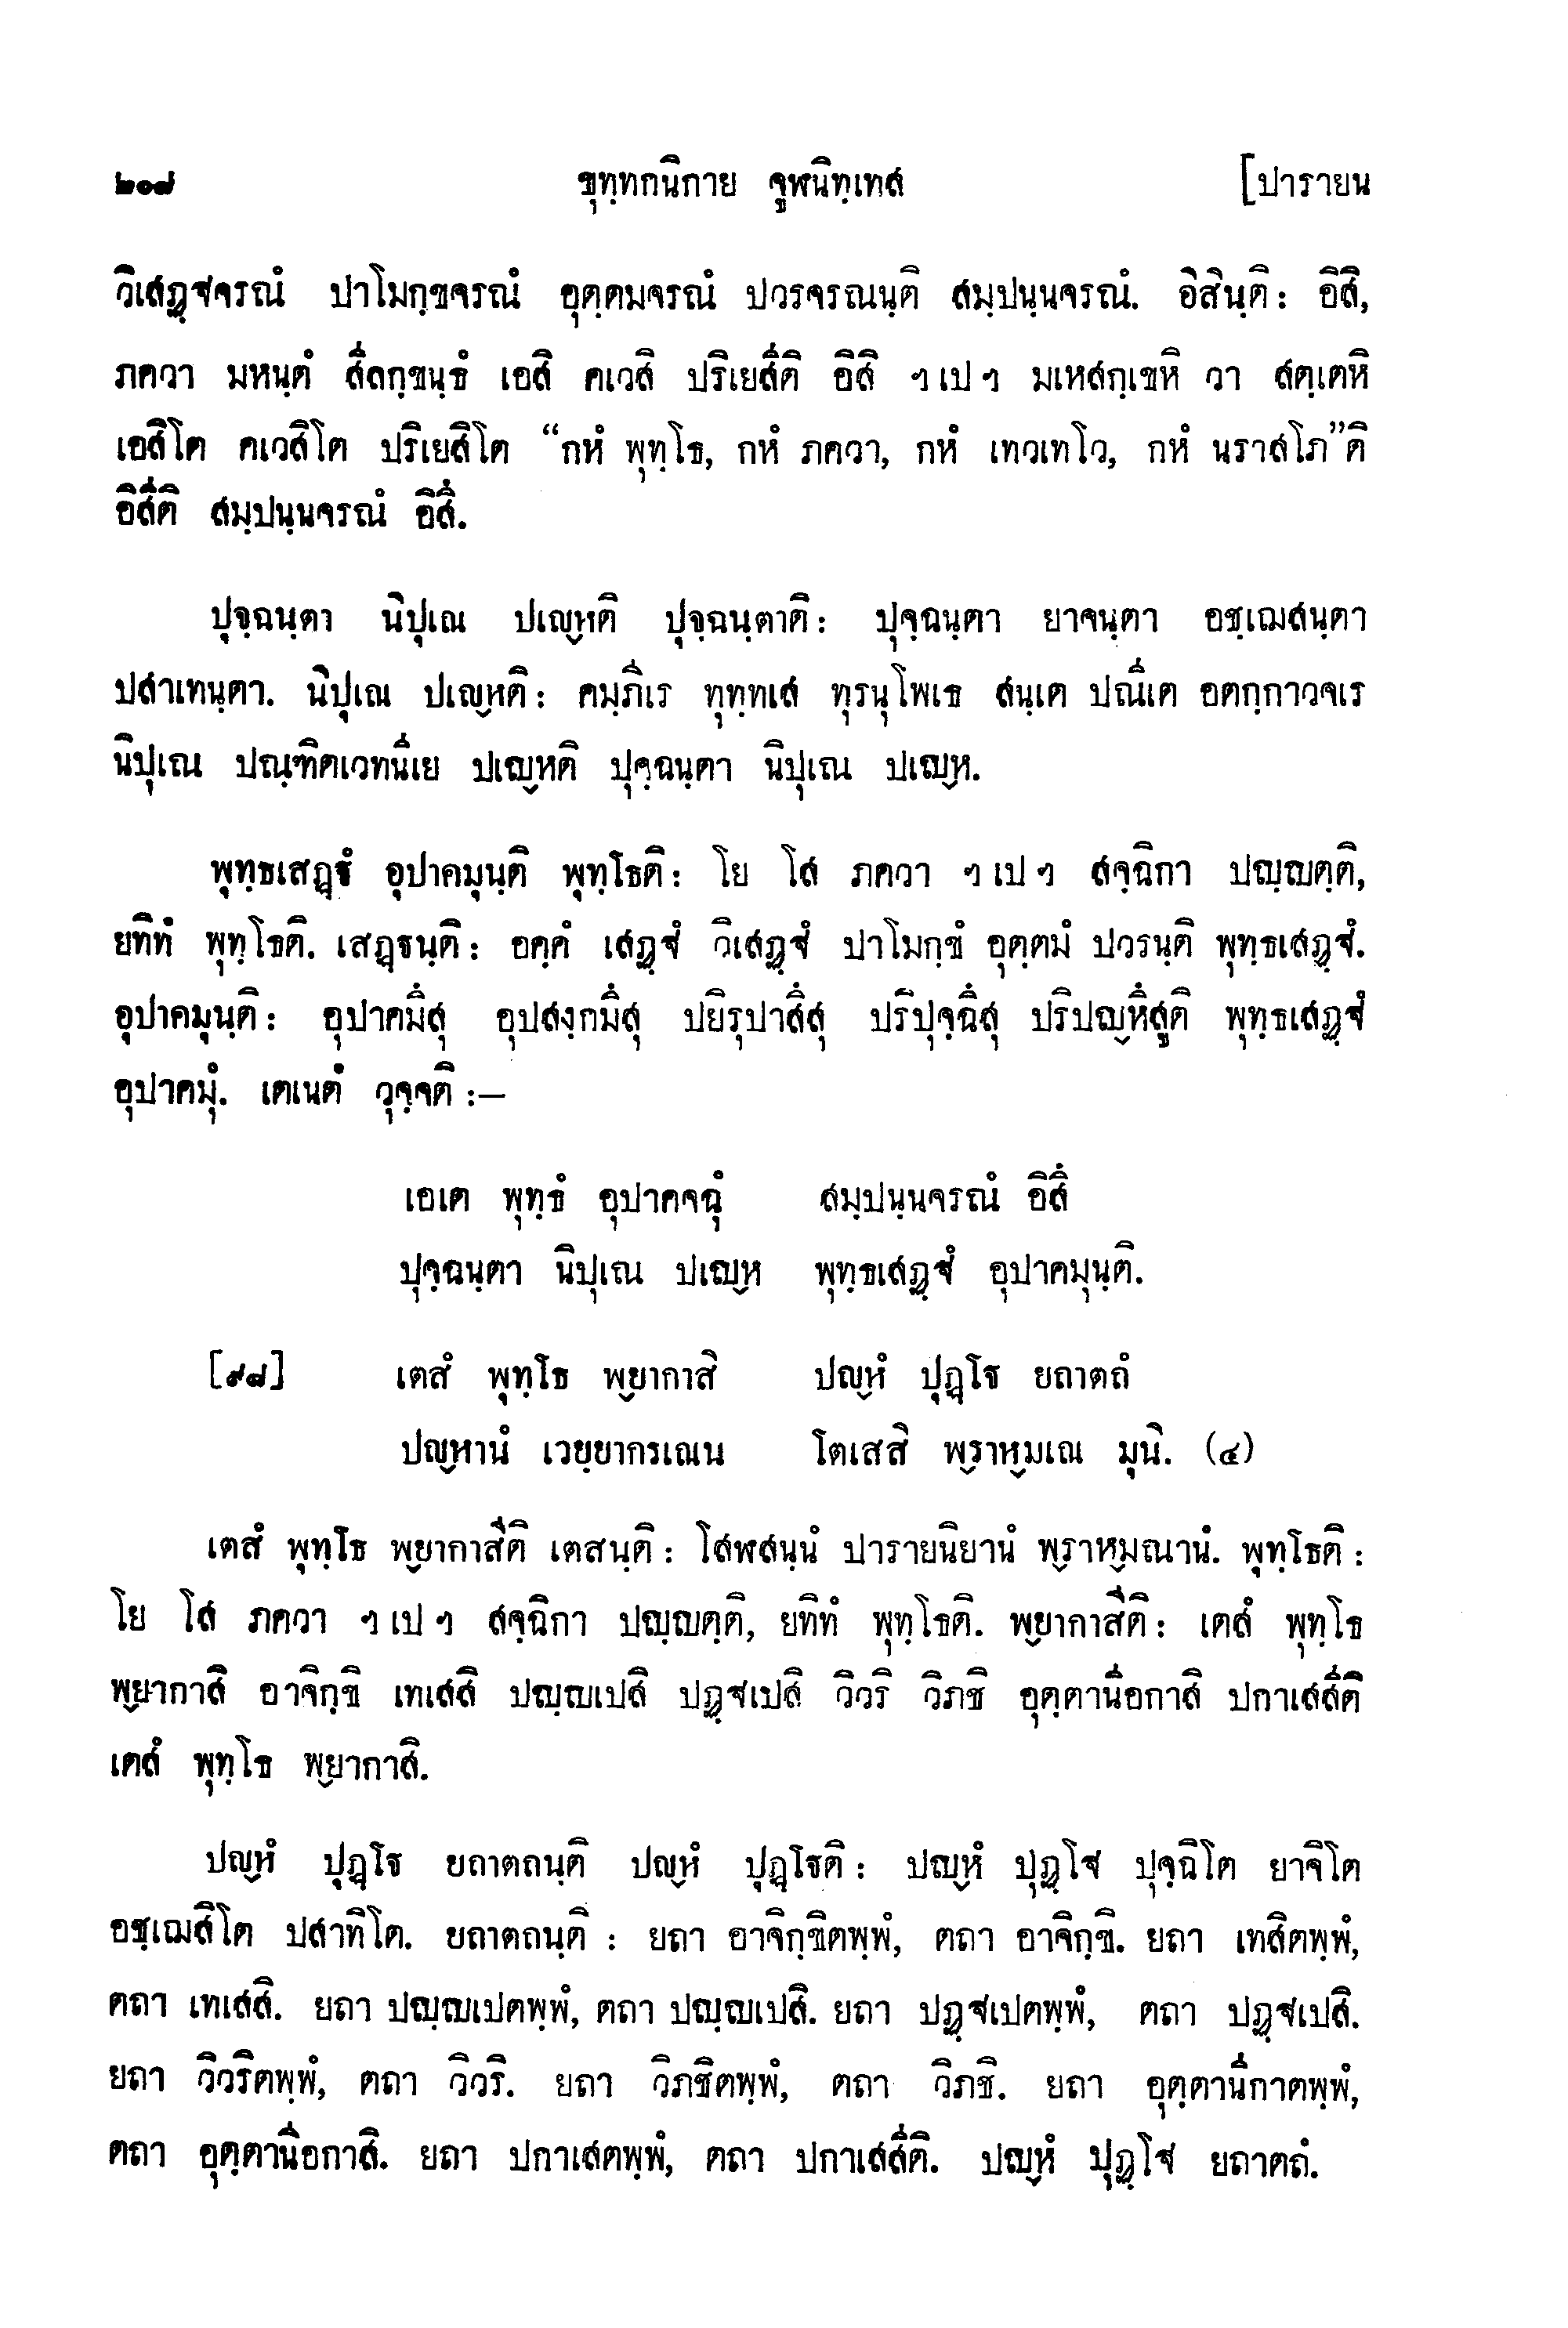 ๒๐๘ ขุทฺทกนิกาย จูฬนิทฺเทส [ปารายน
วิเสฏฺฐจรณํ ปาโมกฺขจรณํ อุตฺตมจรณํ ปวรจรณนฺติ สมฺปนฺนจรณํ. อิสินฺติ: อิสิ,
ภควา มหนฺตํ สีลกฺขนฺธํ เอสิ คเวสิ ปริเยสีติ อิสิ ฯเปฯ มเหสกฺเขหิ วา สตฺเตหิ
เอสิโต คเวสิโต ปริเยสิโต “กหํ พุทฺโธ, กหํ ภควา, กหํ เทวเทโว, กหํ นราสโภ”ติ
อิสีติ สมฺปนฺนจรณํ อิสึ.
ปุจฺฉนฺตา นิปุเณ ปเญฺหติ ปุจฺฉนฺตาติ: ปุจฺฉนฺตา ยาจนฺตา อชฺเฌสนฺตา
ปสาเทนฺตา. นิปุเณ ปเญฺหติ: คมฺภีเร ทุทฺทเส ทุรนุโพเธ สนฺเต ปณีเต อตกฺกาวจเร
นิปุเณ ปณฺฑิตเวทนีเย ปเญฺหติ ปุจฺฉนฺตา นิปุเณ ปเญฺห.
พุทฺธเสฏฺฐํ อุปาคมุนฺติ พุทฺโธติ: โย โส ภควา ฯเปฯ สจฺฉิกา ปญฺญตฺติ,
ยทิทํ พุทฺโธติ. เสฏฺฐนฺติ: อคฺคํ เสฏฺฐํ วิเสฏฺฐํ ปาโมกฺขํ อุตฺตมํ ปวรนฺติ พุทฺธเสฏฺฐํ.
อุปาคมุนฺติ: อุปาคมึสุ อุปสงฺกมึสุ ปยิรุปาสึสุ ปริปุจฺฉึสุ ปริปญฺหึสูติ พุทฺธเสฏฺฐํ
อุปาคมุํ. เตเนตํ วุจฺจติ :—
เอเต พุทฺธํ อุปาคจฺฉุํ สมฺปนฺนจรณํ อิสึ
ปุจฺฉนฺตา นิปุเณ ปเญฺห พุทฺธเสฏฺฐํ อุปาคมุนฺติ.
[๙๘] เตสํ พุทฺโธ พฺยากาสิ ปญฺหํ ปุฏฺโฐ ยถาตถํ
ปญฺหานํ เวยฺยากรเณน โตเสสิ พฺราหฺมเณ มุนิ. (๔)
เตสํ พุทฺโธ พฺยากาสีติ เตสนฺติ: โสฬสนฺนํ ปารายนิยานํ พฺราหฺมณานํ. พุทฺโธติ:
โย โส ภควา ฯเปฯ สจฺฉิกา ปญฺญตฺติ, ยทิทํ พุทฺโธติ. พฺยากาสีติ: เตสํ พุทฺโธ
พฺยากาสิ อาจิกฺขิ เทเสสิ ปญฺญเปสิ ปฏฺฐเปสิ วิวริ วิภชิ อุตฺตานีอกาสิ ปกาเสสีติ
เตสํ พุทฺโธ พฺยากาสิ.
ปญฺหํ ปุฏฺโฐ ยถาตถนฺติ ปญฺหํ ปุฏฺโฐติ: ปญฺหํ ปุฏฺโฐ ปุจฺฉิโต ยาจิโต
อชฺเฌสิโต ปสาทิโต. ยถาตถนฺติ : ยถา อาจิกฺขิตพฺพํ, ตถา อาจิกฺขิ. ยถา เทสิตพฺพํ,
ตถา เทเสสิ. ยถา ปญฺญเปตพฺพํ, ตถา ปญฺญเปสิ. ยถา ปฏฺฐเปตพฺพํ, ตถา ปฏฺฐเปสิ.
ยถา วิวริตพฺพํ, ตถา วิวริ. ยถา วิภชิตพฺพํ, ตถา วิภชิ. ยถา อุตฺตานีกาตพฺพํ,
ตถา อุตฺตานีอกาสิ. ยถา ปกาเสตพฺพํ, ตถา ปกาเสสีติ. ปญฺหํ ปุฏฺโฐ ยถาตถํ.